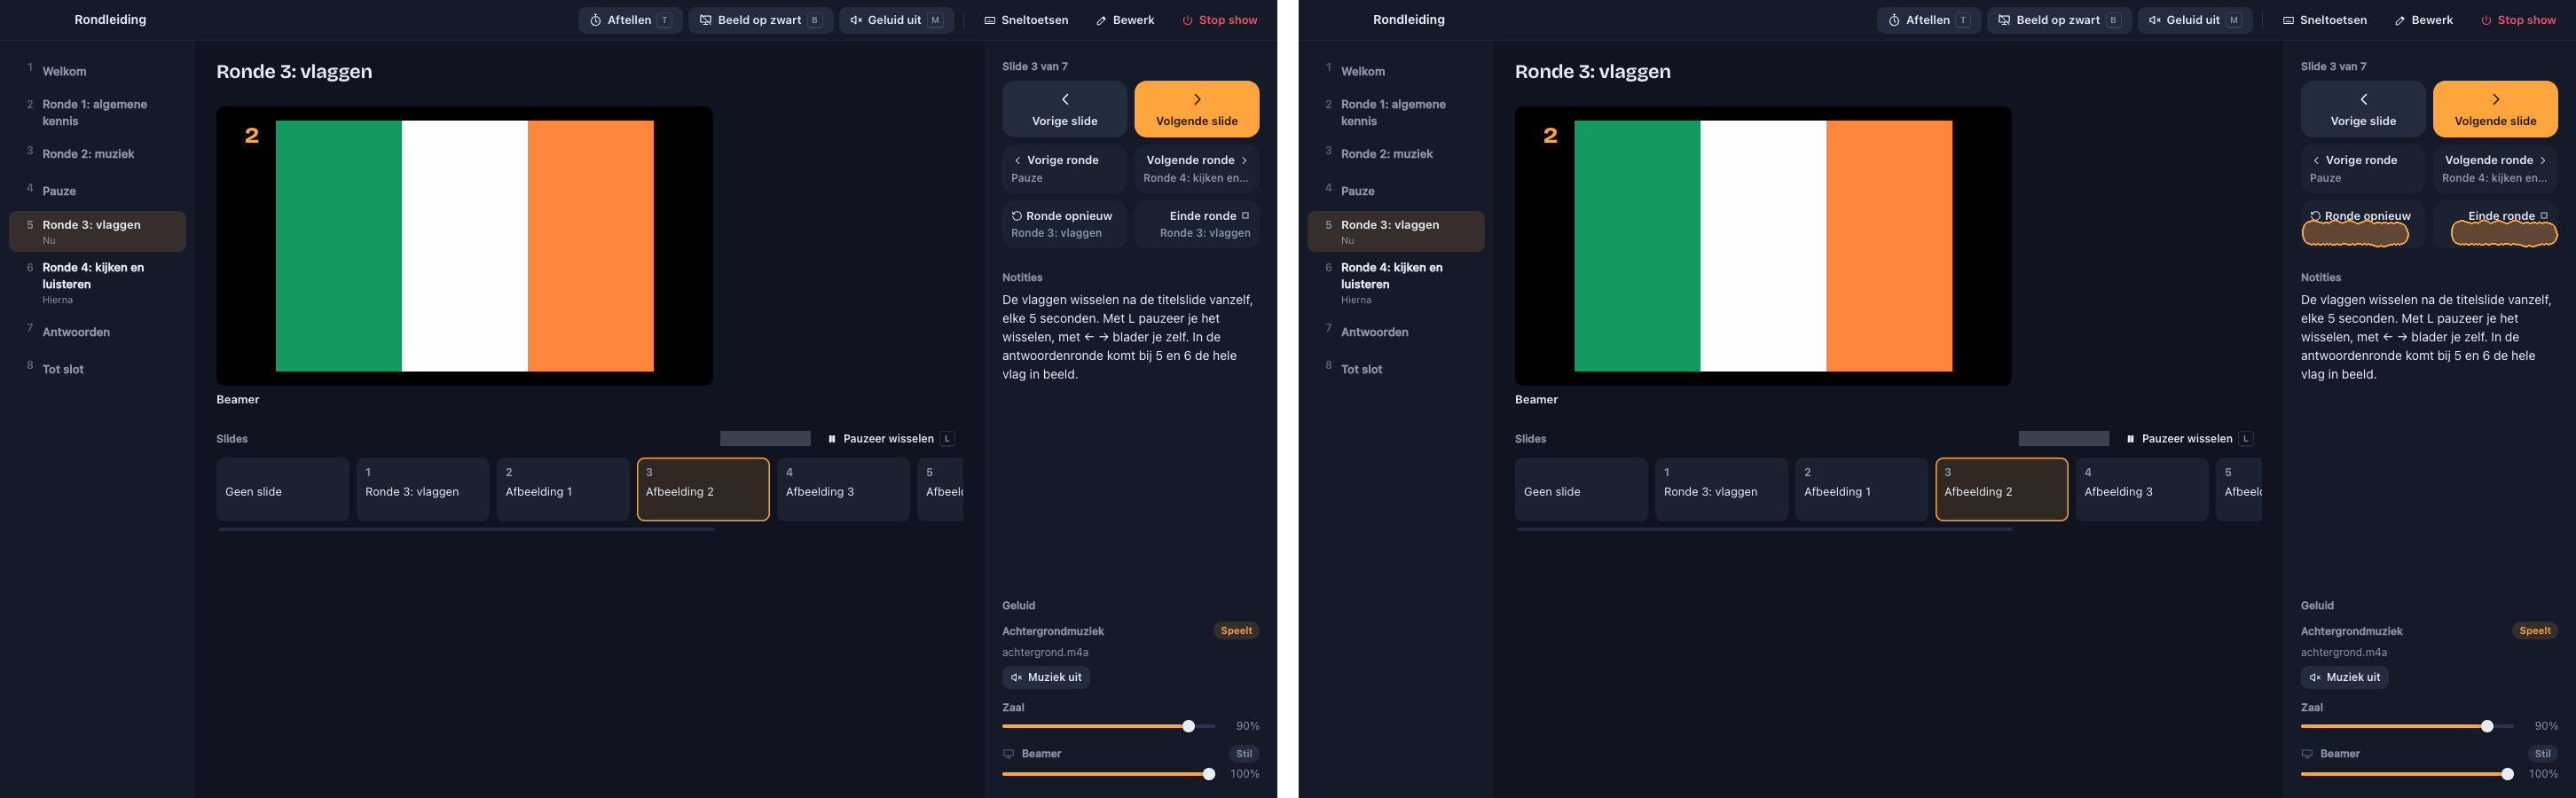 Rondleiding
Aftellen T
Beeld op zwart B
Geluid uit M
Sneltoetsen
Bewerk
Stop show
1 Welkom
2 Ronde 1: algemene
kennis
3 Ronde 2: muziek
4 Pauze
5 Ronde 3: vlaggen
Nu
6 Ronde 4: kijken en
luisteren
Hierna
7 Antwoorden
8 Tot slot
Ronde 3: vlaggen
2
Beamer
Slides
Pauzeer wisselen L
Geen slide
1
Ronde 3: vlaggen
2
Afbeelding 1
3
Afbeelding 2
4
Afbeelding 3
5
Afbeeld
Slide 3 van 7
Vorige slide
Volgende slide
Vorige ronde
Pauze
Volgende ronde
Ronde 4: kijken en...
Ronde opnieuw
Ronde 3: vlaggen
Einde ronde
Ronde 3: vlaggen
Notities
De vlaggen wisselen na de titelslide vanzelf,
elke 5 seconden. Met L pauzeer je het
wisselen, met ← → blader je zelf. In de
antwoordenronde komt bij 5 en 6 de hele
vlag in beeld.
Geluid
Achtergrondmuziek Speelt
achtergrond.m4a
Muziek uit
Zaal
90%
Beamer Stil
100%
Rondleiding
Aftellen T
Beeld op zwart B
Geluid uit M
Sneltoetsen
Bewerk
Stop show
1 Welkom
2 Ronde 1: algemene
kennis
3 Ronde 2: muziek
4 Pauze
5 Ronde 3: vlaggen
Nu
6 Ronde 4: kijken en
luisteren
Hierna
7 Antwoorden
8 Tot slot
Ronde 3: vlaggen
2
Beamer
Slides
Pauzeer wisselen L
Geen slide
1
Ronde 3: vlaggen
2
Afbeelding 1
3
Afbeelding 2
4
Afbeelding 3
5
Afbeeld
Slide 3 van 7
Vorige slide
Volgende slide
Vorige ronde
Pauze
Volgende ronde
Ronde 4: kijken en...
Ronde opnieuw
Einde ronde
Notities
De vlaggen wisselen na de titelslide vanzelf,
elke 5 seconden. Met L pauzeer je het
wisselen, met ← → blader je zelf. In de
antwoordenronde komt bij 5 en 6 de hele
vlag in beeld.
Geluid
Achtergrondmuziek Speelt
achtergrond.m4a
Muziek uit
Zaal
90%
Beamer Stil
100%